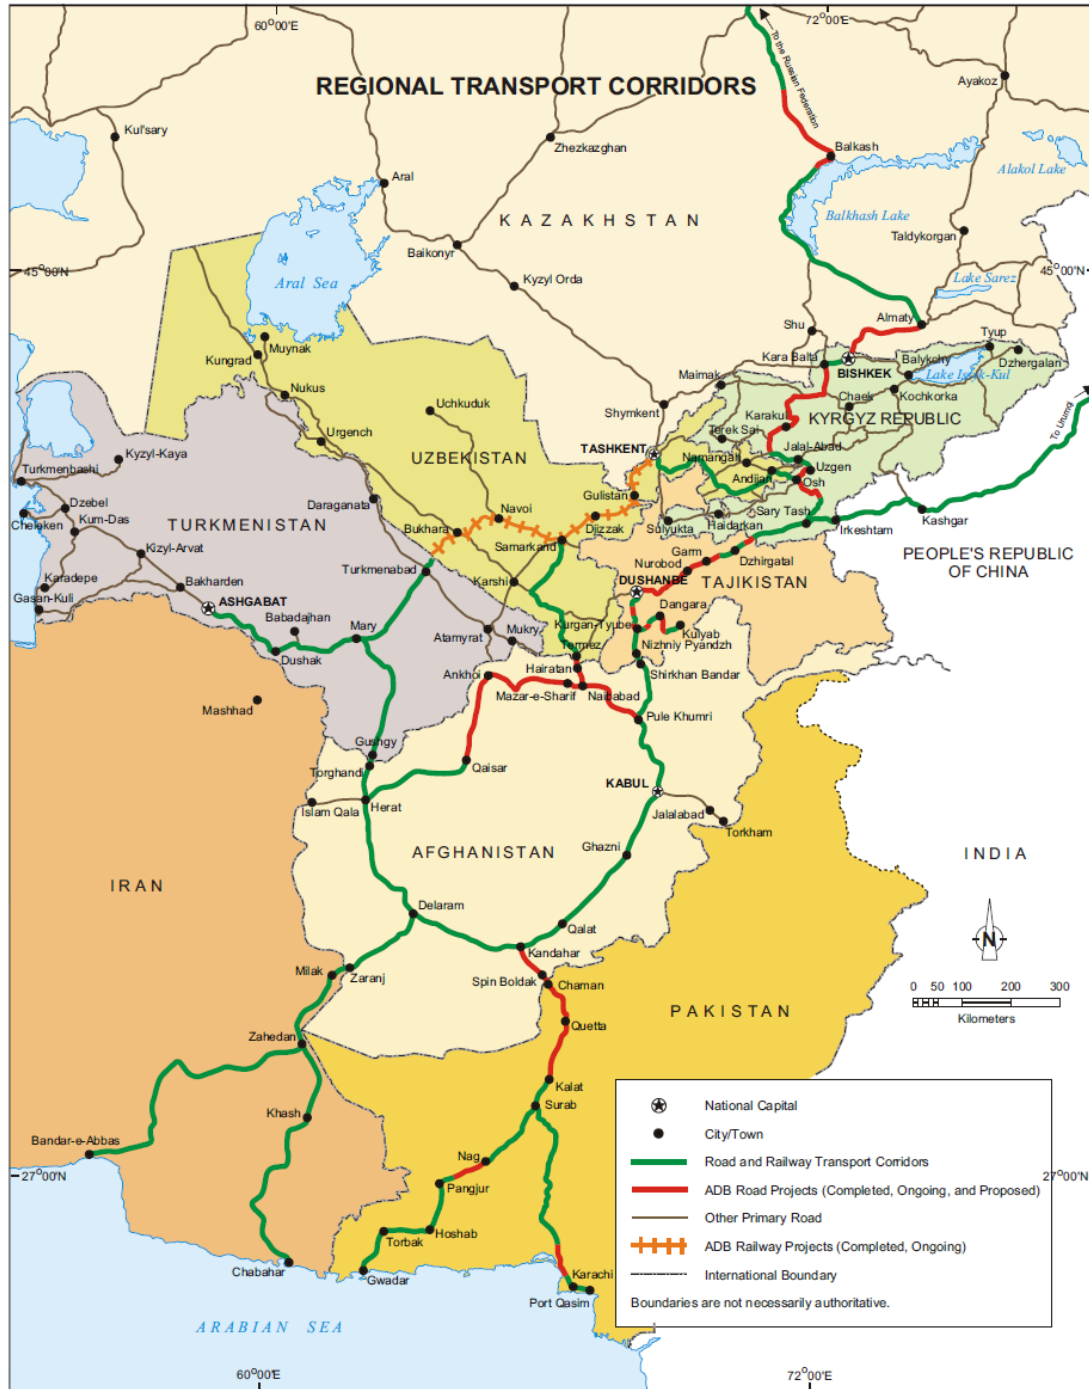 60°00'E
72°00'E
To the Russian Federation
REGIONAL TRANSPORT CORRIDORS
Ayakoz
Kul'sary
Zhezkazghan
Balkash
Alakol Lake
Aral
KAZAKHSTAN
Balkhash Lake
Taldykorgan
Baikonyr
45°00'N
45°00'N
Aral Sea
Kyzyl Orda
Lake Sarez
Almaty
Shu
Tyup
Muynak
Kungrad
Kara Balta
BISHKEK
Balykchy
Dzhergalan
Lake Issyk-Kul
Maimak
Nukus
Chaek
Kochkorka
Uchkuduk
Shymkent
Karakul
KYRGYZ REPUBLIC
To Urumqi
Urgench
Terek Sai
TASHKENT
Jalal-Abad
UZBEKISTAN
Namangan
Uzgen
Kyzyl-Kaya
Turkmenbashi
Andijan
Osh
Daraganata
Gulistan
Dzebel
Navoi
Sary Tash
Cheleken
Kum-Das
TURKMENISTAN
Bukhara
Djizzak
Sulyukta
Haidarkan
Irkeshtam
Kashgar
Samarkand
Kizyl-Arvat
Garm
Dzhirgatal
PEOPLE'S REPUBLIC
OF CHINA
Turkmenabad
Nurobod
Karadepe
Bakharden
Karshi
DUSHANBE
TAJIKISTAN
Gasan-Kuli
ASHGABAT
Dangara
Babadajhan
Mary
Atamyrat
Mukry
Kurgan-Tyube
Kulyab
Dushak
Termez
Nizhniy Pyandzh
Ankhoi
Hairatan
Shirkhan Bandar
Mazar-e-Sharif
Naibabad
Mashhad
Pule Khumri
Gushgy
Torghandi
Qaisar
KABUL
Islam Qala
Herat
Jalalabad
Torkham
AFGHANISTAN
Ghazni
INDIA
IRAN
Delaram
Qalat
N
Kandahar
Milak
Zaranj
Spin Boldak
Chaman
0 50 100 200 300
Kilometers
PAKISTAN
Quetta
Zahedan
Kalat
Surab
Khash
Bandar-e-Abbas
Nag
27°00'N
27°00'N
Pangjur
Hoshab
Torbak
Chabahar
Gwadar
Karachi
Port Qasim
ARABIAN SEA
National Capital
City/Town
Road and Railway Transport Corridors
ADB Road Projects (Completed, Ongoing, and Proposed)
Other Primary Road
ADB Railway Projects (Completed, Ongoing)
International Boundary
Boundaries are not necessarily authoritative.
60°00'E
72°00'E